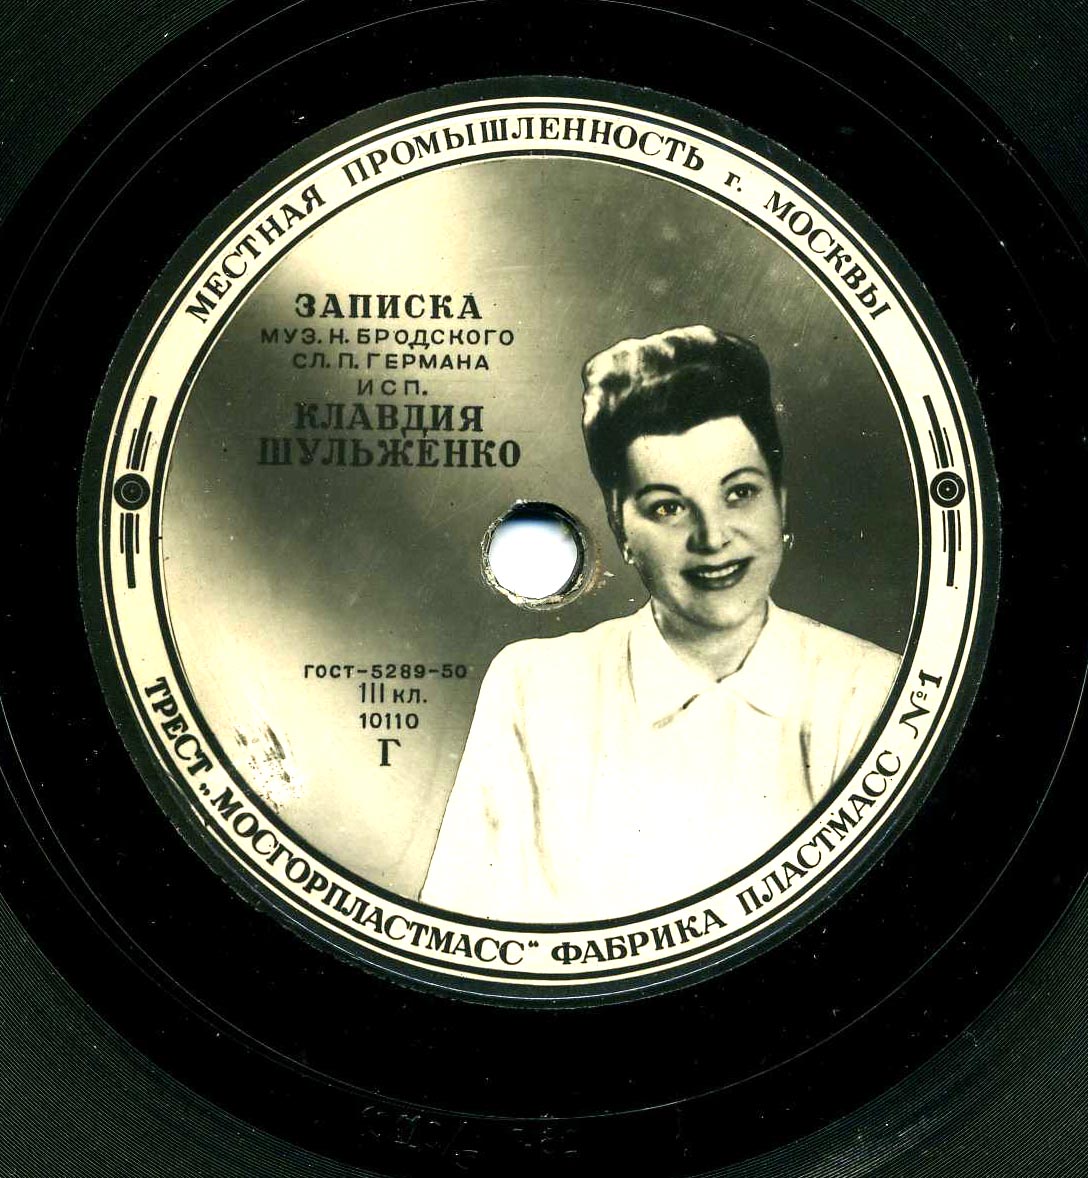 МЕСТНАЯ ПРОМЫШЛЕННОСТЬ г. МОСКВЫ
ЗАПИСКА
МУЗ. Н. БРОДСКОГО
СЛ. П. ГЕРМАНА
ИСП.
КЛАВДИЯ
ШУЛЬЖЕНКО
ГОСТ-5289-50
III КЛ.
10110
Г
ТРЕСТ „МОСГОРПЛАСТМАСС“ ФАБРИКА ПЛАСТМАСС №1